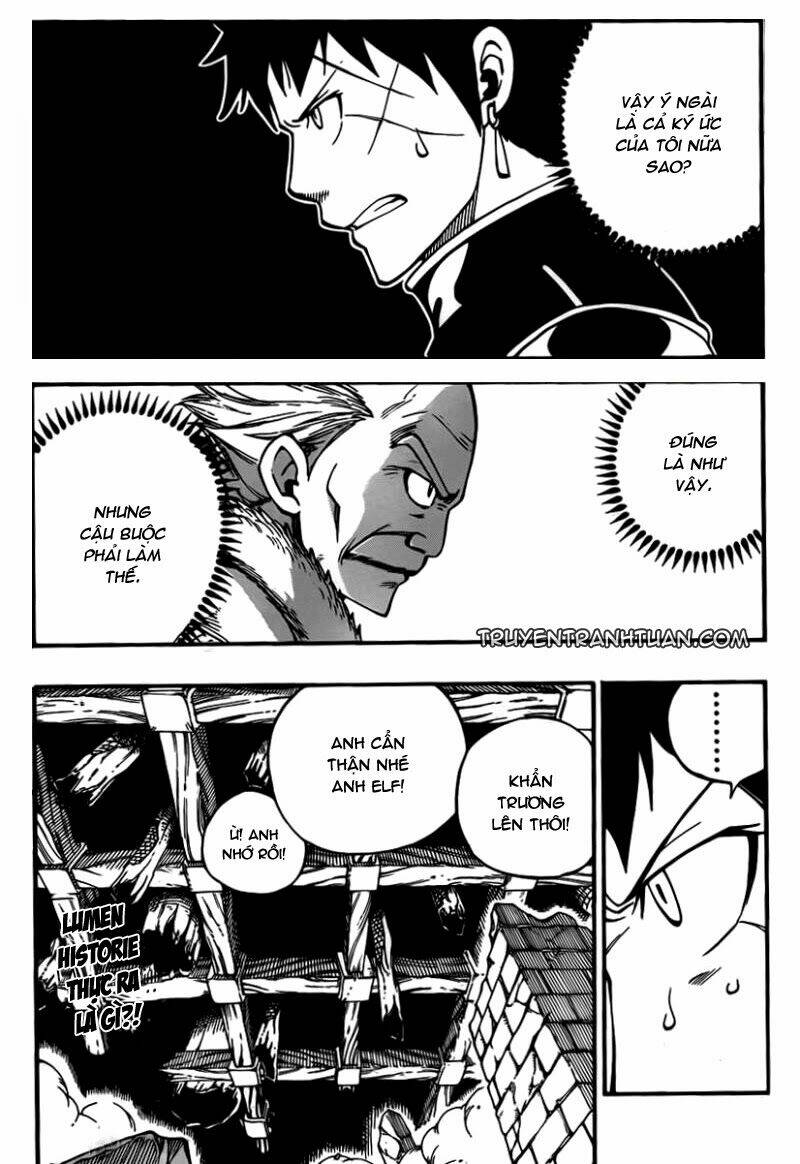 VẬY Ý NGÀI
LÀ CẢ KÝ ỨC
CỦA TÔI NỮA
SAO?
ĐÚNG
LÀ NHƯ
VẬY.
NHƯNG
CẬU BUỘC
PHẢI LÀM
THẾ.
TRUYENTRANHTUAN.COM
ANH CẨN
THẬN NHÉ
ANH ELF!
KHẨN
TRƯƠNG
LÊN THÔI!
Ừ! ANH
NHỚ RỒI!
LUMEN
HISTORIE
THỰC RA..
LÀ GÌ?!
........